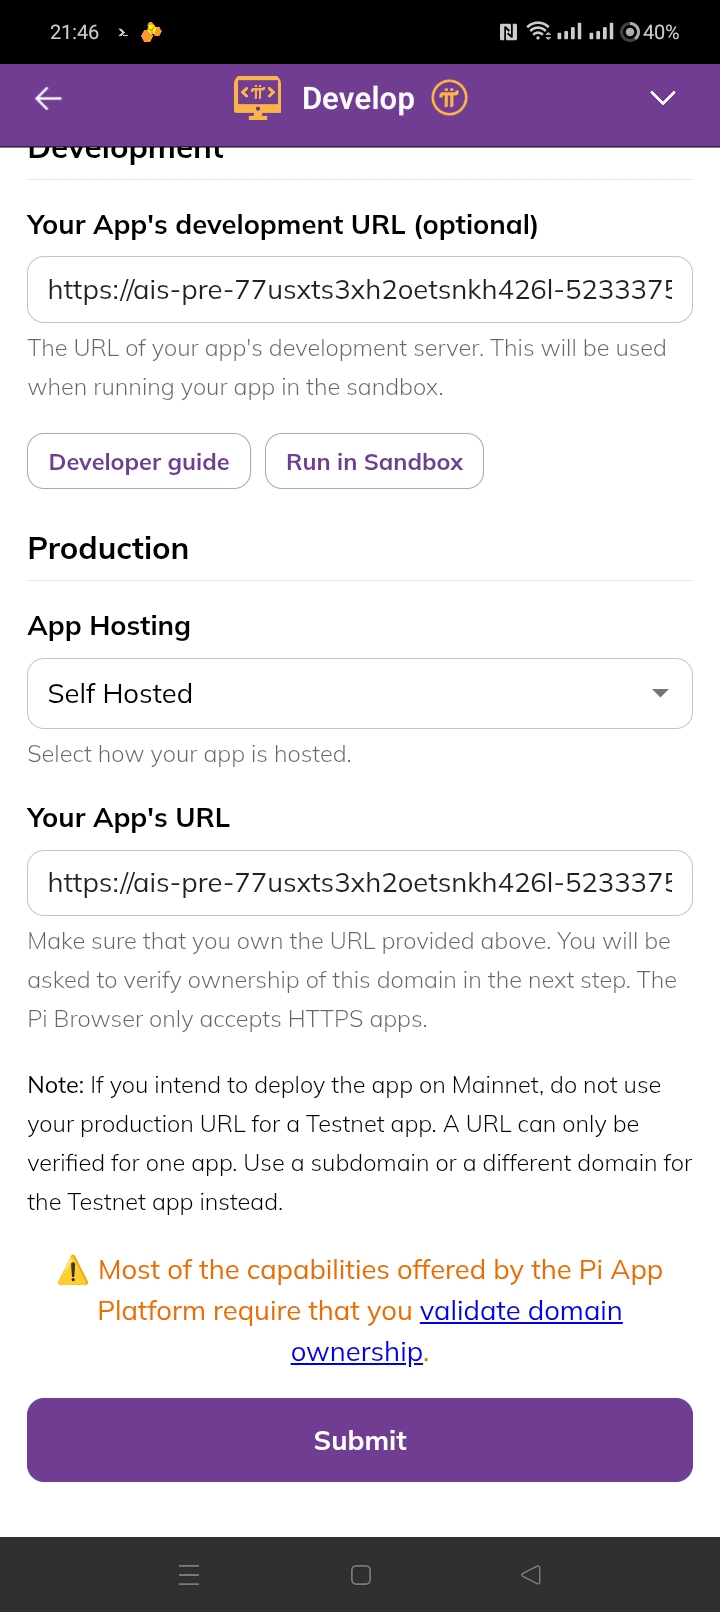 21:46
40%
Develop
Development
Your App's development URL (optional)
https://ais-pre-77usxts3xh2oetsnkh426l-5233375
The URL of your app's development server. This will be used
when running your app in the sandbox.
Developer guide
Run in Sandbox
Production
App Hosting
Self Hosted
Select how your app is hosted.
Your App's URL
https://ais-pre-77usxts3xh2oetsnkh426l-5233375
Make sure that you own the URL provided above. You will be
asked to verify ownership of this domain in the next step. The
Pi Browser only accepts HTTPS apps.
Note: If you intend to deploy the app on Mainnet, do not use
your production URL for a Testnet app. A URL can only be
verified for one app. Use a subdomain or a different domain for
the Testnet app instead.
⚠️ Most of the capabilities offered by the Pi App
Platform require that you validate domain
ownership.
Submit